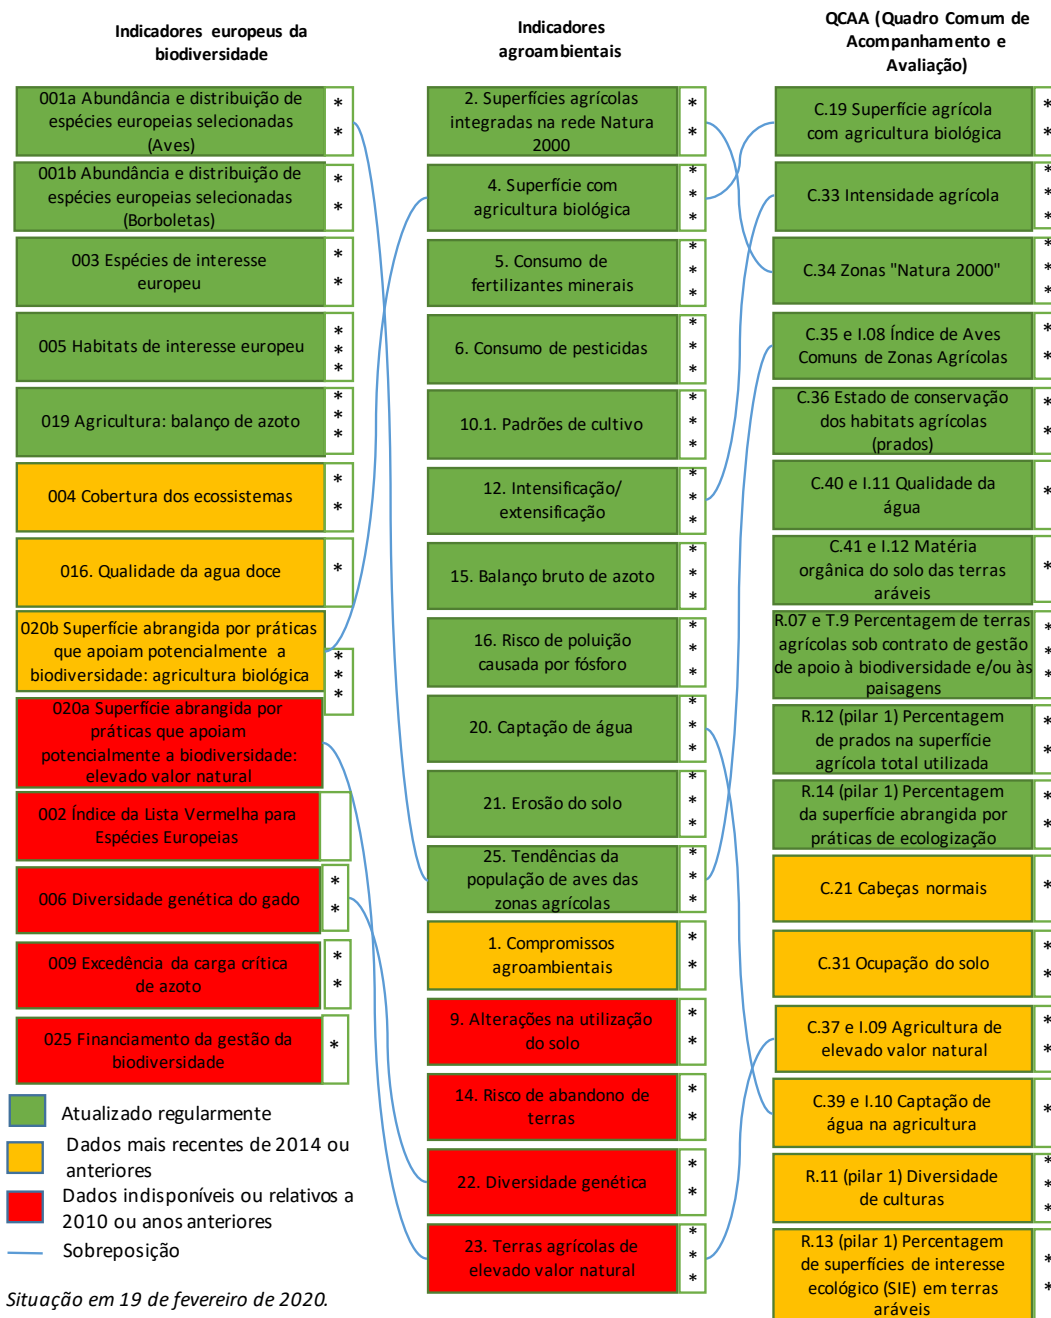 Indicadores europeus da
biodiversidade
001a Abundância e distribuição de
espécies europeias selecionadas
(Aves)
*
*
001b Abundância e distribuição de
espécies europeias selecionadas
(Borboletas)
*
*
003 Espécies de interesse
europeu
*
*
005 Habitats de interesse europeu
*
*
*
019 Agricultura: balanço de azoto
*
*
*
004 Cobertura dos ecossistemas
*
*
016. Qualidade da agua doce
*
020b Superfície abrangida por práticas
que apoiam potencialmente a
biodiversidade: agricultura biológica
*
*
*
020a Superfície abrangida por
práticas que apoiam
potencialmente a biodiversidade:
elevado valor natural
002 Índice da Lista Vermelha para
Espécies Europeias
006 Diversidade genética do gado
*
*
009 Excedência da carga crítica
de azoto
*
*
025 Financiamento da gestão da
biodiversidade
*
Atualizado regularmente
Dados mais recentes de 2014 ou
anteriores
Dados indisponíveis ou relativos a
2010 ou anos anteriores
Sobreposição
Situação em 19 de fevereiro de 2020.
Indicadores
agroambientais
2. Superfícies agrícolas
integradas na rede Natura
2000
*
*
4. Superfície com
agricultura biológica
*
*
*
5. Consumo de
fertilizantes minerais
*
*
*
6. Consumo de pesticidas
*
*
*
10.1. Padrões de cultivo
*
*
*
12. Intensificação/
extensificação
*
*
*
15. Balanço bruto de azoto
*
*
*
16. Risco de poluição
causada por fósforo
*
*
*
20. Captação de água
*
*
21. Erosão do solo
*
*
*
25. Tendências da
população de aves das
zonas agrícolas
*
*
*
1. Compromissos
agroambientais
*
*
9. Alterações na utilização
do solo
*
*
14. Risco de abandono de
terras
*
*
22. Diversidade genética
*
*
23. Terras agrícolas de
elevado valor natural
*
*
*
QCAA (Quadro Comum de
Acompanhamento e
Avaliação)
C.19 Superfície agrícola
com agricultura biológica
*
*
C.33 Intensidade agrícola
*
*
*
C.34 Zonas "Natura 2000"
*
*
*
C.35 e I.08 Índice de Aves
Comuns de Zonas Agrícolas
*
*
C.36 Estado de conservação
dos habitats agrícolas
(prados)
*
*
C.40 e I.11 Qualidade da
água
*
C.41 e I.12 Matéria
orgânica do solo das terras
aráveis
*
*
R.07 e T.9 Percentagem de terras
agrícolas sob contrato de gestão
de apoio à biodiversidade e/ou às
paisagens
*
*
*
R.12 (pilar 1) Percentagem
de prados na superfície
agrícola total utilizada
*
*
R.14 (pilar 1) Percentagem
da superfície abrangida por
práticas de ecologização
*
*
C.21 Cabeças normais
*
C.31 Ocupação do solo
*
*
C.37 e I.09 Agricultura de
elevado valor natural
*
*
C.39 e I.10 Captação de
água na agricultura
*
R.11 (pilar 1) Diversidade
de culturas
*
*
*
R.13 (pilar 1) Percentagem
de superfícies de interesse
ecológico (SIE) em terras
aráveis
*
*